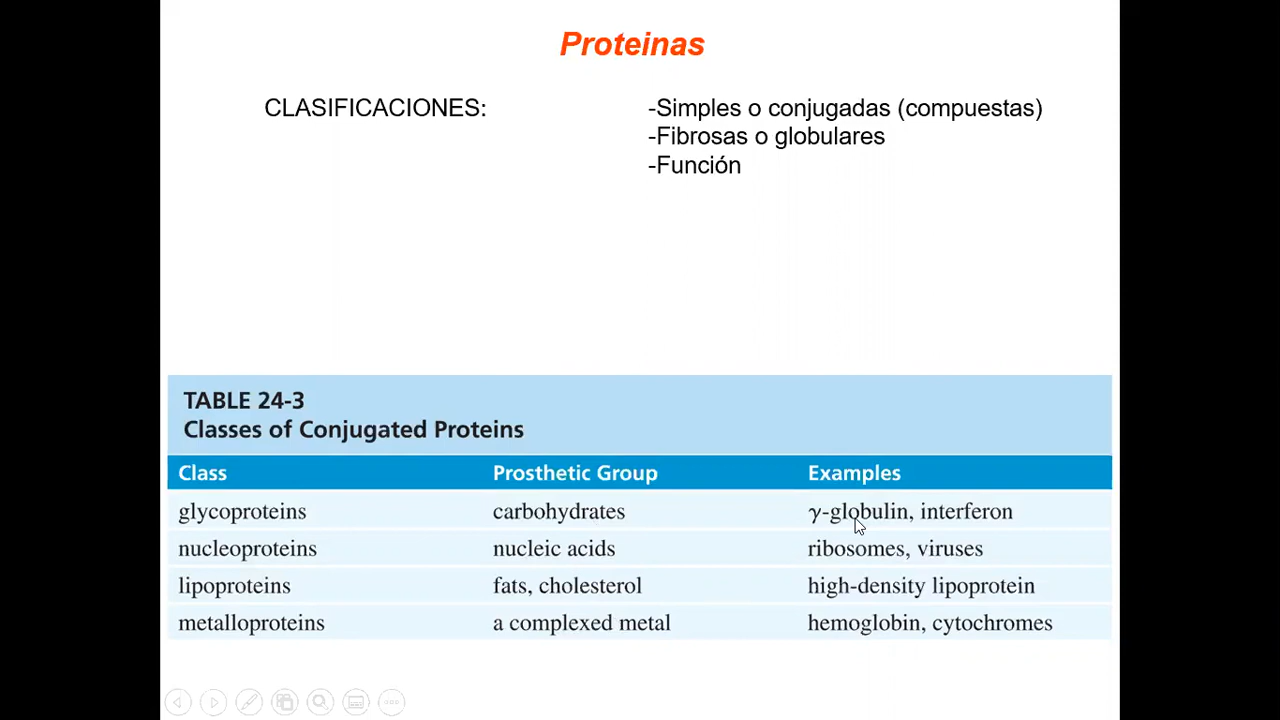 Proteinas
CLASIFICACIONES:
-Simples o conjugadas (compuestas)
-Fibrosas o globulares
-Función
TABLE 24-3
Classes of Conjugated Proteins
Class Prosthetic Group Examples
glycoproteins carbohydrates γ-globulin, interferon
nucleoproteins nucleic acids ribosomes, viruses
lipoproteins fats, cholesterol high-density lipoprotein
metalloproteins a complexed metal hemoglobin, cytochromes